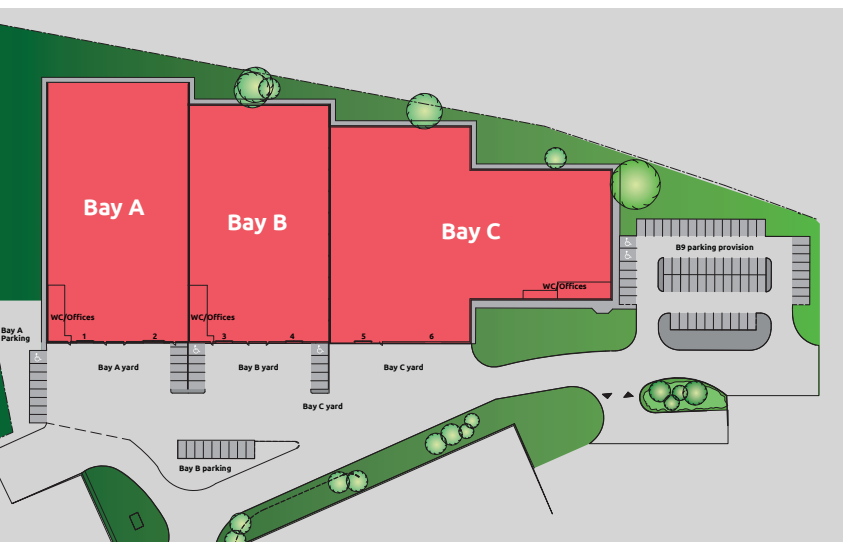 Bay A
Bay B
Bay C
B9 parking provision
WC/Offices
WC/Offices
WC/Offices
Bay A
Parking
1
2
3
4
5
6
Bay A yard
Bay B yard
Bay C yard
Bay C yard
Bay B parking